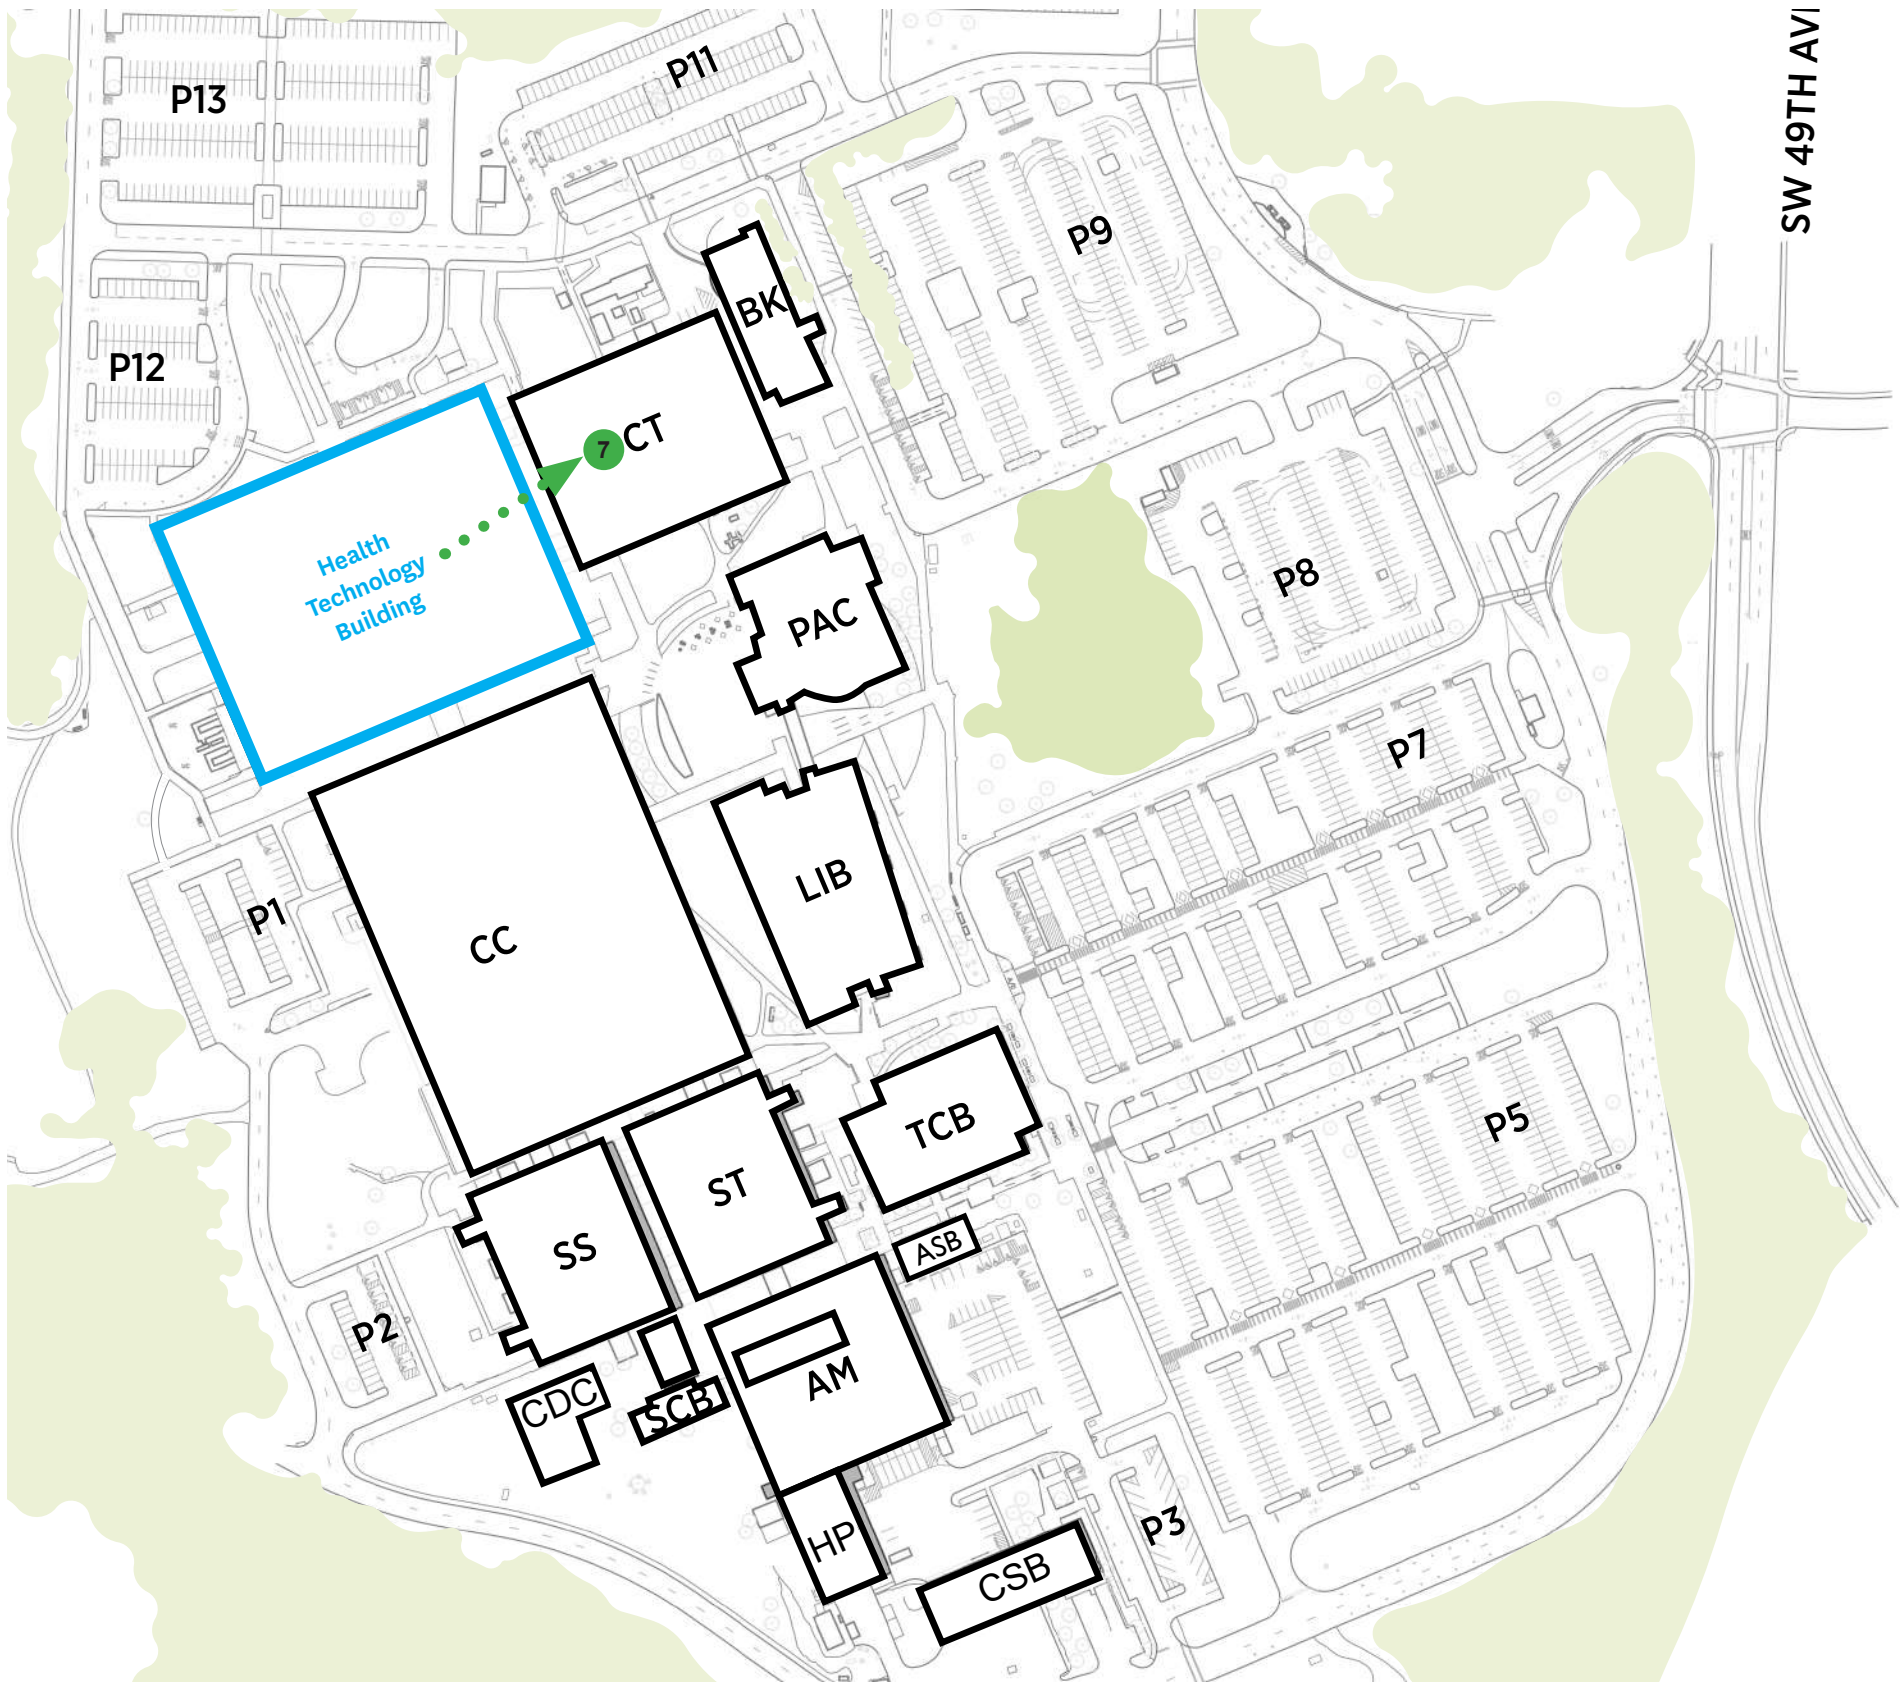 P13
P11
SW 49TH AVE
P9
BK
P12
7
CT
Health
Technology
Building
P8
PAC
P7
LIB
P1
CC
TCB
P5
ST
ASB
SS
P2
AM
CDC
SCB
P3
HP
CSB